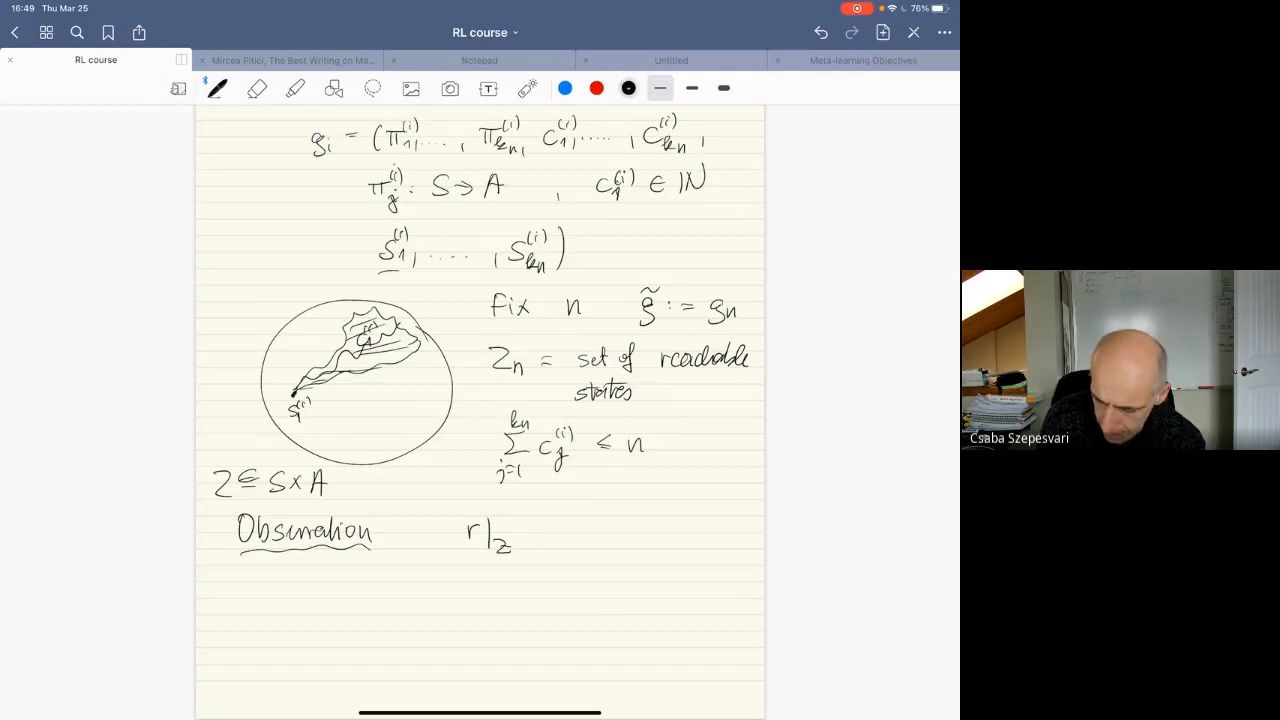 16:49 Thu Mar 25
76%
RL course
RL course
Mircea Pitici, The Best Writing on Ma...
Notepad
Untitled
Meta-learning Objectives
g_i = (π_1^(i), ...., π_{k_n}^(i), c_1^(i), ....., c_{k_n}^(i),
π_j^(i) : S → A , c_1^(i) ∈ ℕ
S_1^(i), ...., S_{k_n}^(i))
Fix n g̃ := g_n
Z_n = set of reachable
states
S_1^(i)
∑_{j=1}^{k_n} c_j^(i) ≤ n
Z ⊆ S × A
Observation r|_Z
Csaba Szepesvari